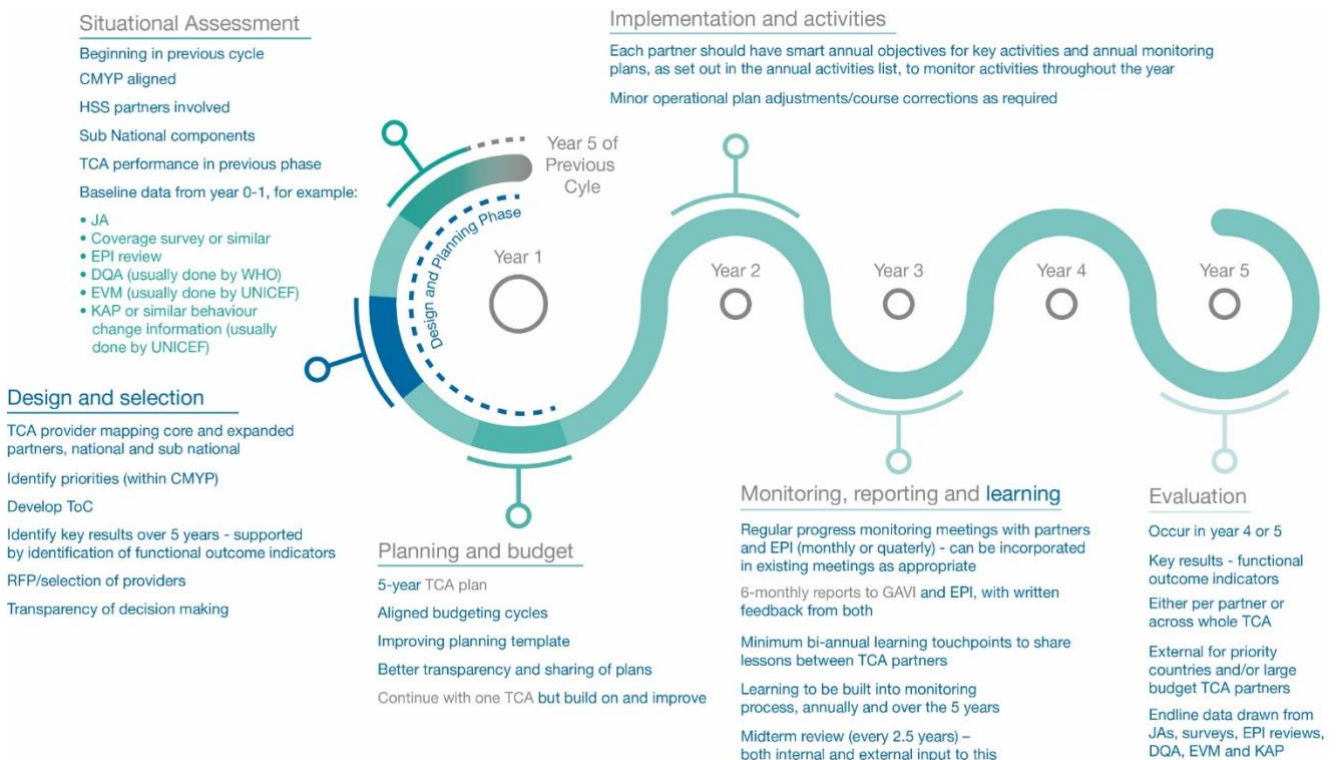 Situational Assessment
Beginning in previous cycle
CMYP aligned
HSS partners involved
Sub National components
TCA performance in previous phase
Baseline data from year 0-1, for example:
• JA
• Coverage survey or similar
• EPI review
• DQA (usually done by WHO)
• EVM (usually done by UNICEF)
• KAP or similar behaviour
change information (usually
done by UNICEF)
Implementation and activities
Each partner should have smart annual objectives for key activities and annual monitoring
plans, as set out in the annual activities list, to monitor activities throughout the year
Minor operational plan adjustments/course corrections as required
Year 5 of
Previous
Cyle
Design and Planning Phase
Year 1
Year 2
Year 3
Year 4
Year 5
Design and selection
TCA provider mapping core and expanded
partners, national and sub national
Identify priorities (within CMYP)
Develop ToC
Identify key results over 5 years - supported
by identification of functional outcome indicators
RFP/selection of providers
Transparency of decision making
Planning and budget
5-year TCA plan
Aligned budgeting cycles
Improving planning template
Better transparency and sharing of plans
Continue with one TCA but build on and improve
Monitoring, reporting and learning
Regular progress monitoring meetings with partners
and EPI (monthly or quaterly) - can be incorporated
in existing meetings as appropriate
6-monthly reports to GAVI and EPI, with written
feedback from both
Minimum bi-annual learning touchpoints to share
lessons between TCA partners
Learning to be built into monitoring
process, annually and over the 5 years
Midterm review (every 2.5 years) –
both internal and external input to this
Evaluation
Occur in year 4 or 5
Key results - functional
outcome indicators
Either per partner or
across whole TCA
External for priority
countries and/or large
budget TCA partners
Endline data drawn from
JAs, surveys, EPI reviews,
DQA, EVM and KAP